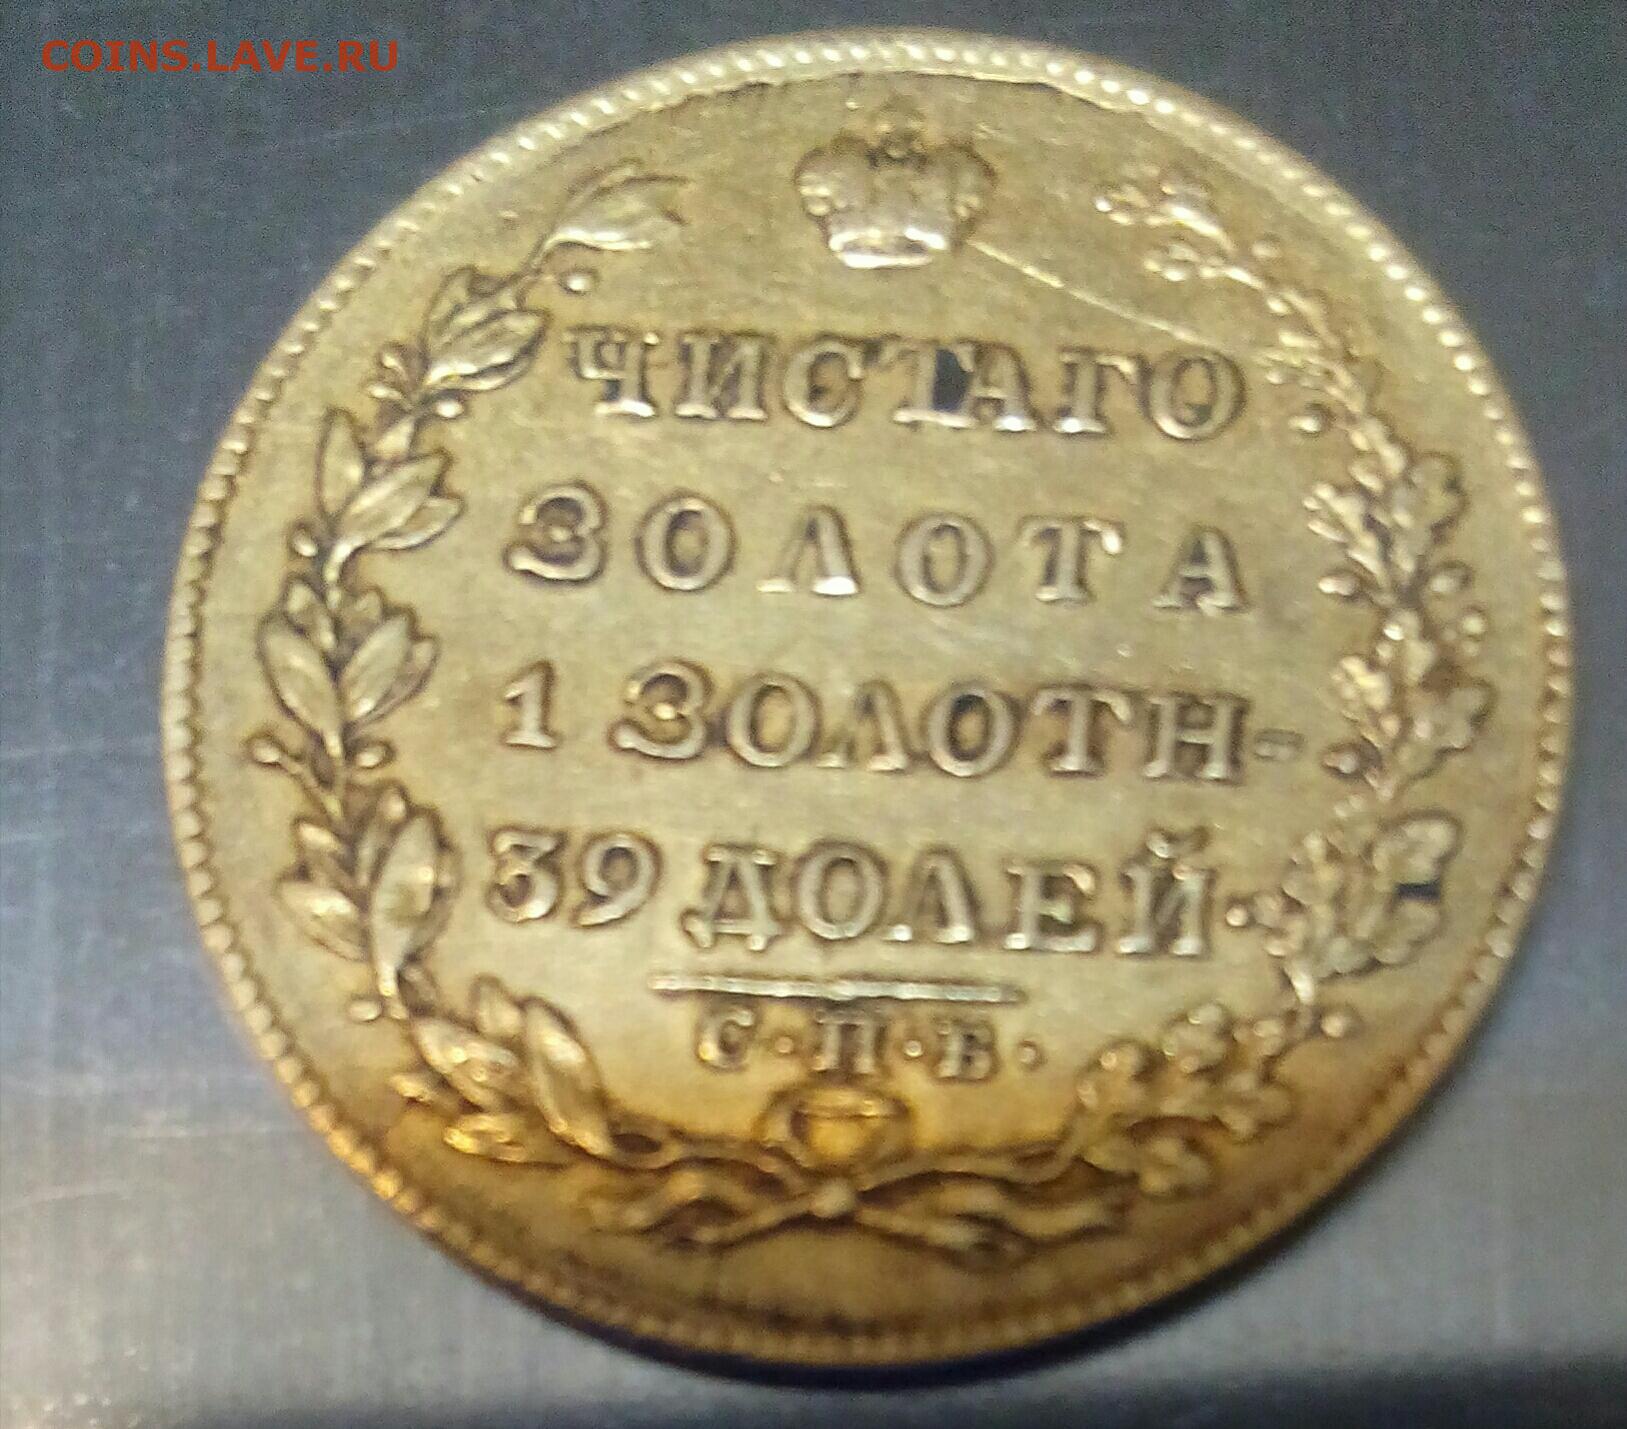 COINS.LAVE.RU
ЧИСТАГО
ЗОЛОТА
1 ЗОЛОТН-
39 ДОЛЕЙ·
С·П·Б·